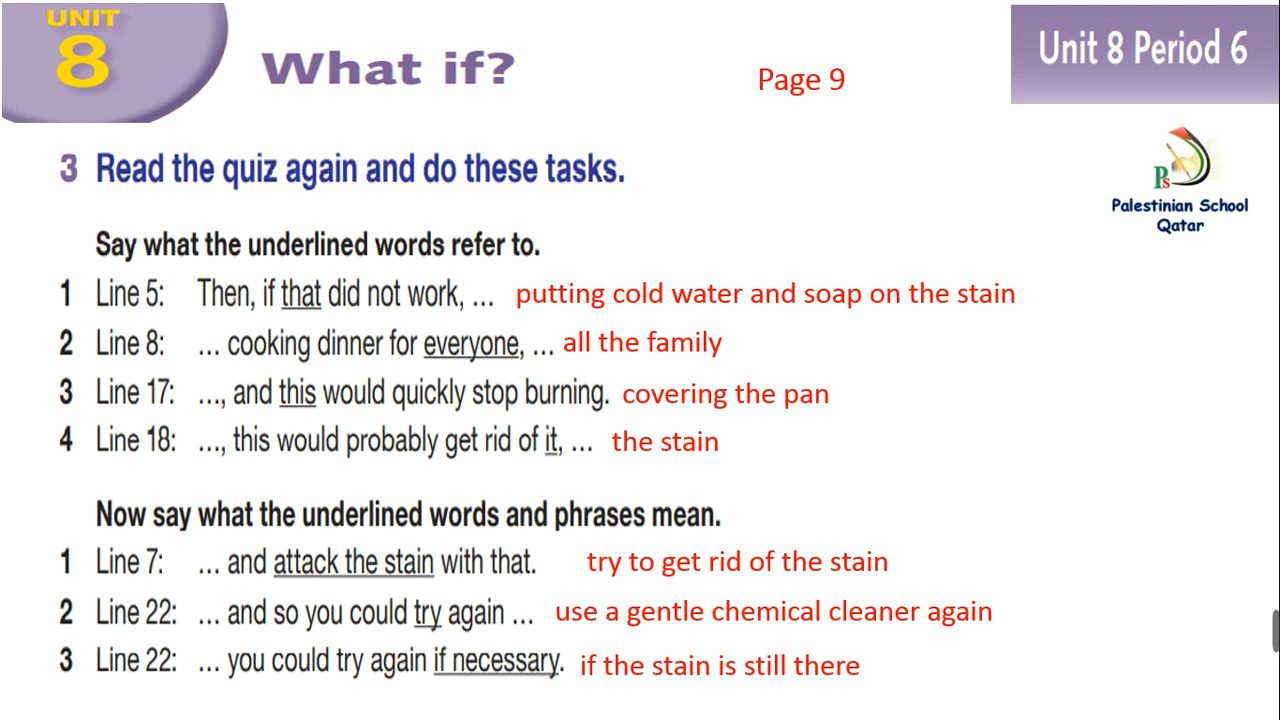 UNIT
8
What if?
Page 9
Unit 8 Period 6
Ps
Palestinian School
Qatar
3 Read the quiz again and do these tasks.
Say what the underlined words refer to.
1 Line 5: Then, if that did not work, ... putting cold water and soap on the stain
2 Line 8: ... cooking dinner for everyone, ... all the family
3 Line 17: ..., and this would quickly stop burning. covering the pan
4 Line 18: ..., this would probably get rid of it, ... the stain
Now say what the underlined words and phrases mean.
1 Line 7: ... and attack the stain with that. try to get rid of the stain
2 Line 22: ... and so you could try again ... use a gentle chemical cleaner again
3 Line 22: ... you could try again if necessary. if the stain is still there